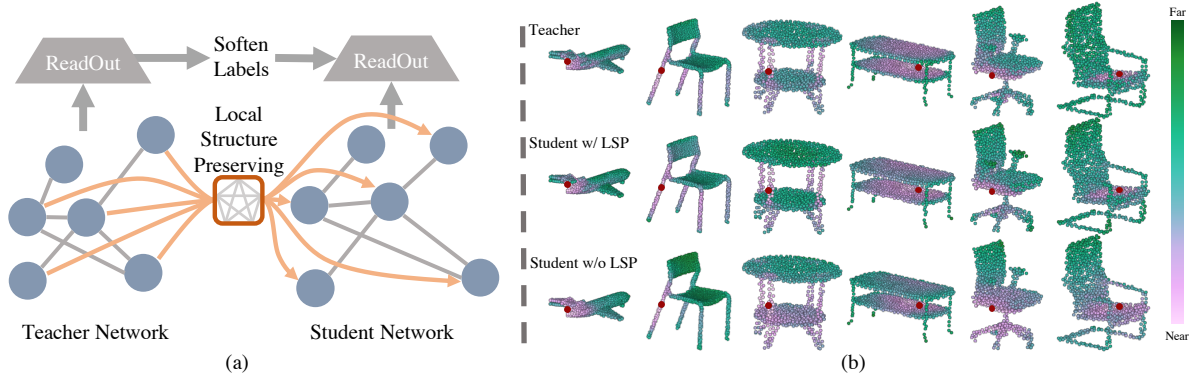 ReadOut
Soften
Labels
ReadOut
Local
Structure
Preserving
Teacher Network
Student Network
(a)
Teacher
Student w/ LSP
Student w/o LSP
Far
Near
(b)